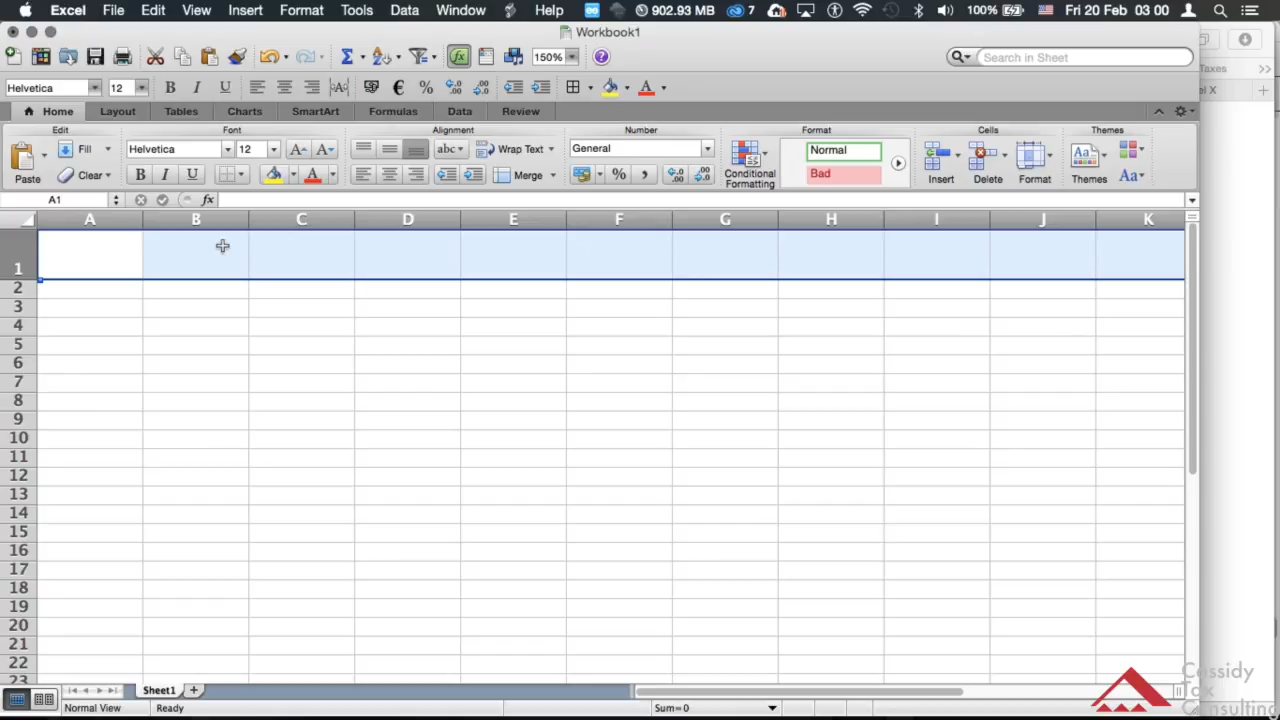 Excel File Edit View Insert Format Tools Data Window Help 902.93 MB 7 100% Fri 20 Feb 03 00
Workbook1
150% Search in Sheet
Taxes
Helvetica 12 B I U
Home Layout Tables Charts SmartArt Formulas Data Review
Edit Font Alignment Number Format Cells Themes
Fill Helvetica 12 A A abc Wrap Text General Normal
Paste Clear B I U Merge % Conditional Formatting Bad Insert Delete Format Themes Aa
A1 fx
A B C D E F G H I J K
1
2
3
4
5
6
7
8
9
10
11
12
13
14
15
16
17
18
19
20
21
22
23
Sheet1
Normal View Ready Sum=0
Cassidy
Tax
Consulting